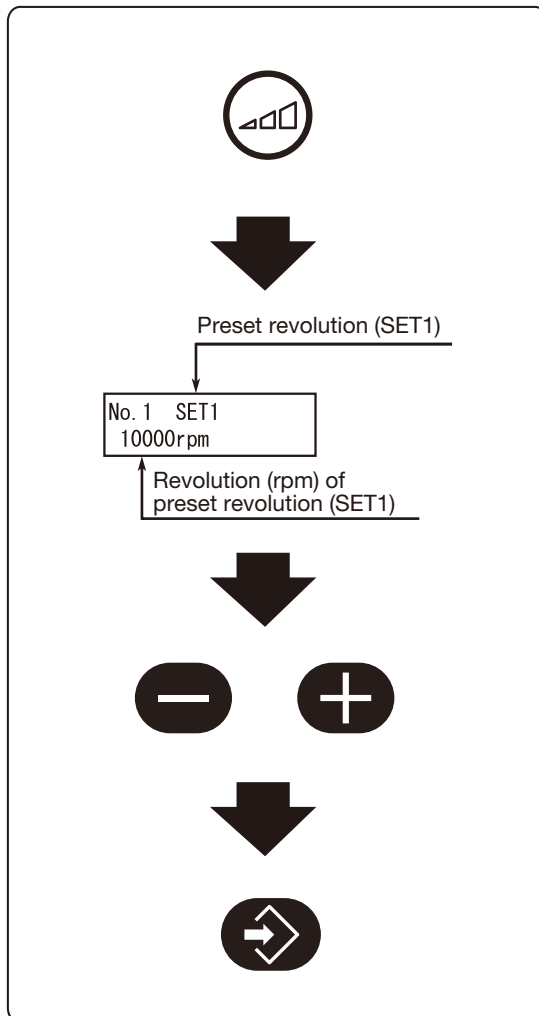 Preset revolution (SET1)
No. 1 SET1
10000rpm
Revolution (rpm) of
preset revolution (SET1)